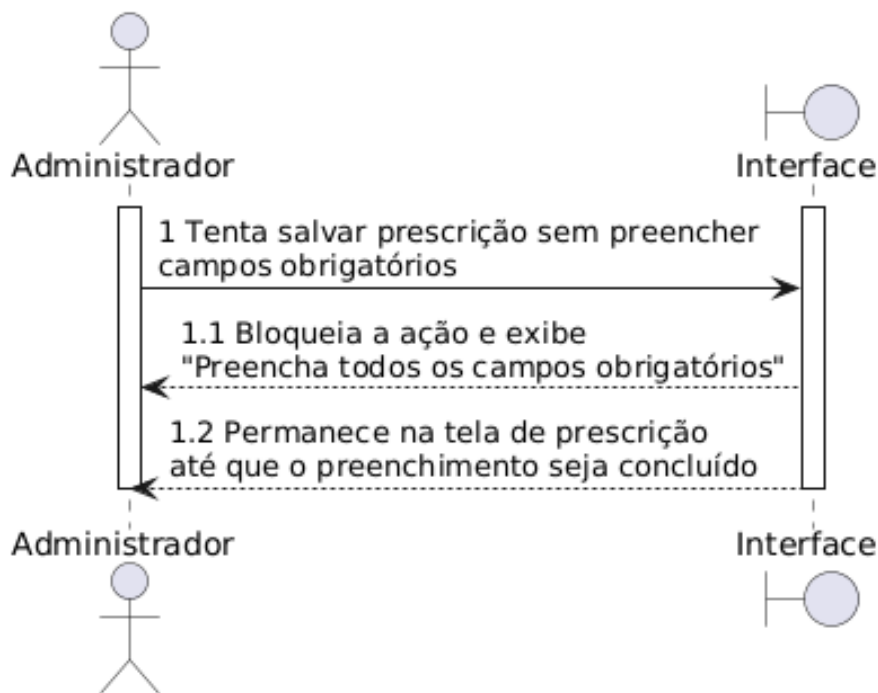 Administrador
Interface
1 Tenta salvar prescrição sem preencher
campos obrigatórios
1.1 Bloqueia a ação e exibe
"Preencha todos os campos obrigatórios"
1.2 Permanece na tela de prescrição
até que o preenchimento seja concluído
Administrador
Interface